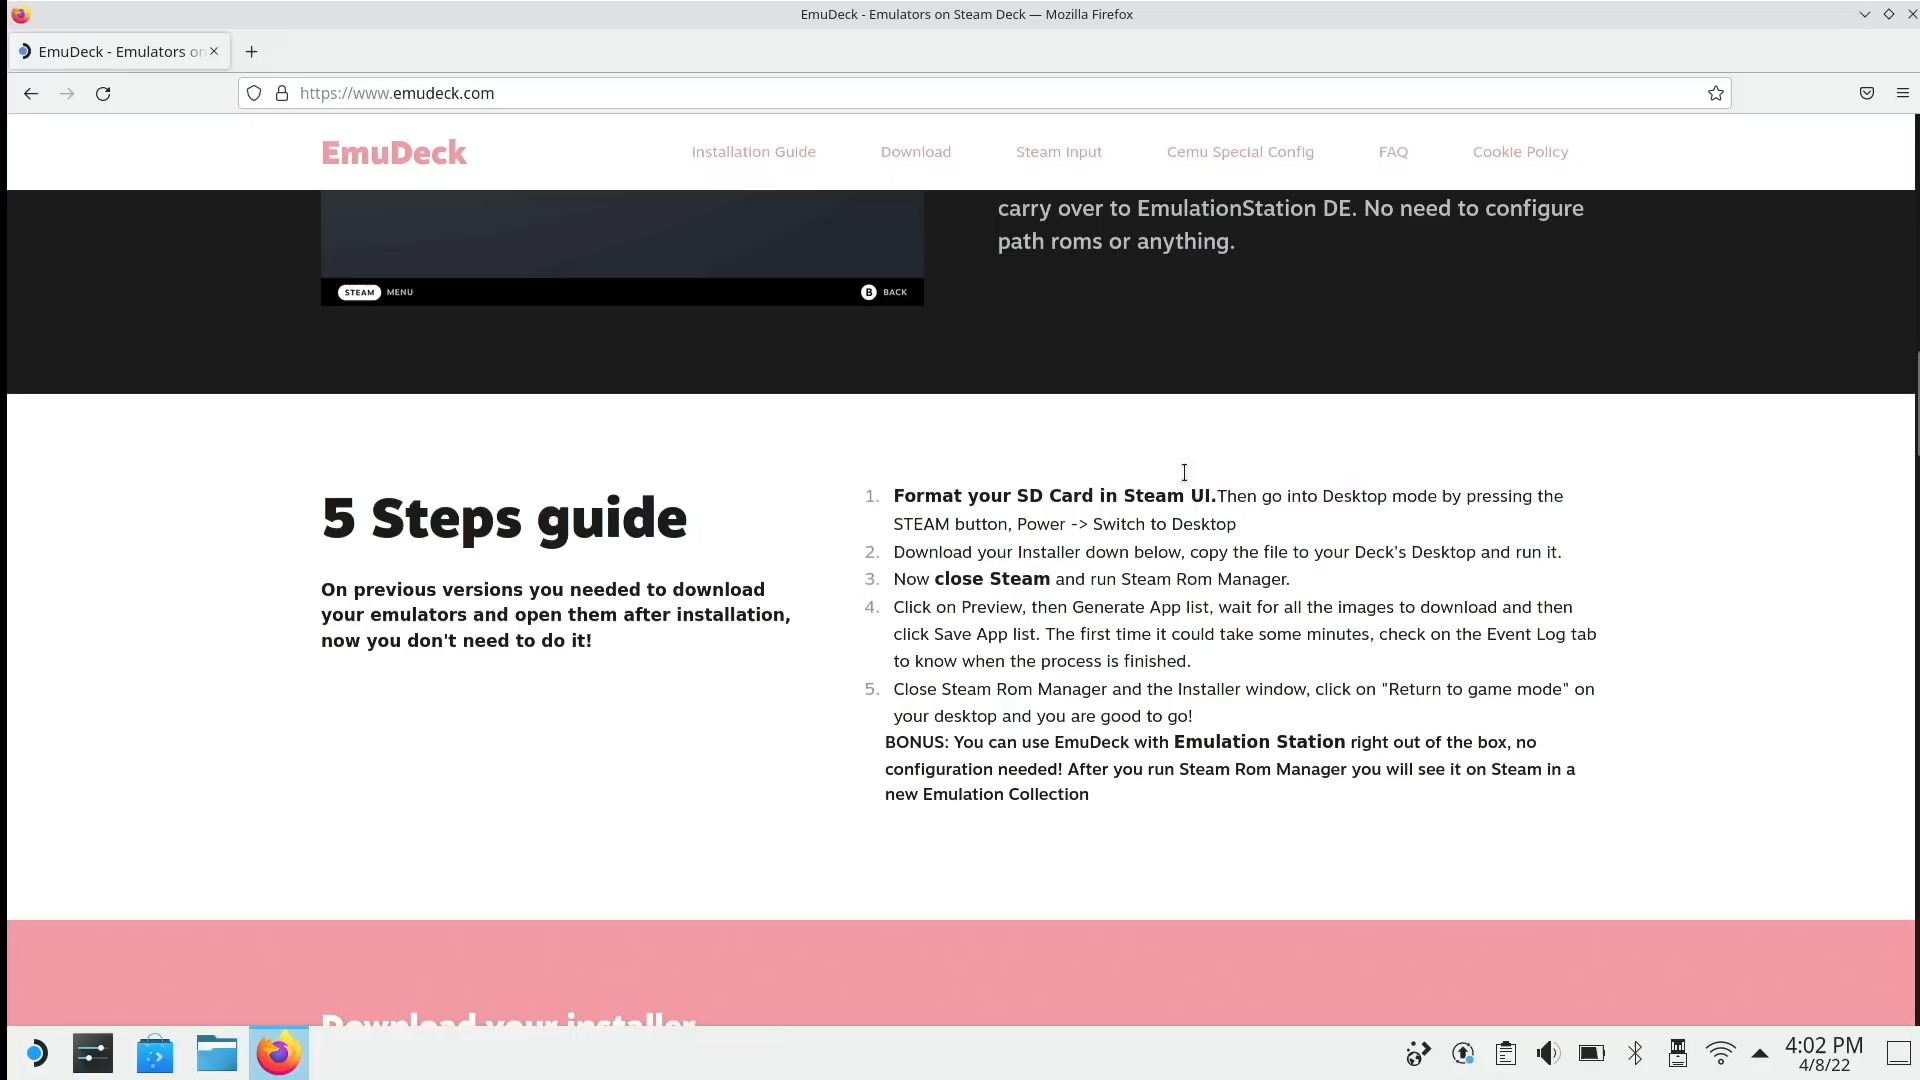 EmuDeck - Emulators on Steam Deck — Mozilla Firefox
EmuDeck - Emulators on
https://www.emudeck.com
EmuDeck
Installation Guide
Download
Steam Input
Cemu Special Config
FAQ
Cookie Policy
carry over to EmulationStation DE. No need to configure
path roms or anything.
STEAM MENU
B BACK
5 Steps guide
On previous versions you needed to download
your emulators and open them after installation,
now you don't need to do it!
1. Format your SD Card in Steam UI.Then go into Desktop mode by pressing the
STEAM button, Power -> Switch to Desktop
2. Download your Installer down below, copy the file to your Deck's Desktop and run it.
3. Now close Steam and run Steam Rom Manager.
4. Click on Preview, then Generate App list, wait for all the images to download and then
click Save App list. The first time it could take some minutes, check on the Event Log tab
to know when the process is finished.
5. Close Steam Rom Manager and the Installer window, click on "Return to game mode" on
your desktop and you are good to go!
BONUS: You can use EmuDeck with Emulation Station right out of the box, no
configuration needed! After you run Steam Rom Manager you will see it on Steam in a
new Emulation Collection
Download your installer
4:02 PM
4/8/22